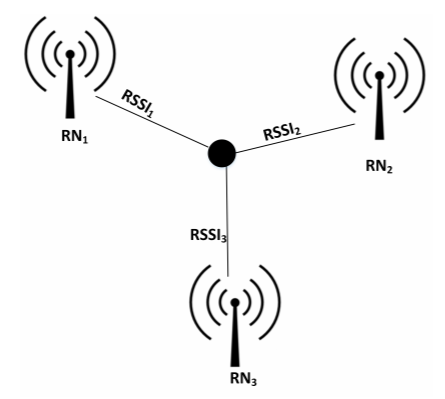 RSSI₁
RN₁
RSSI₂
RN₂
RSSI₃
RN₃